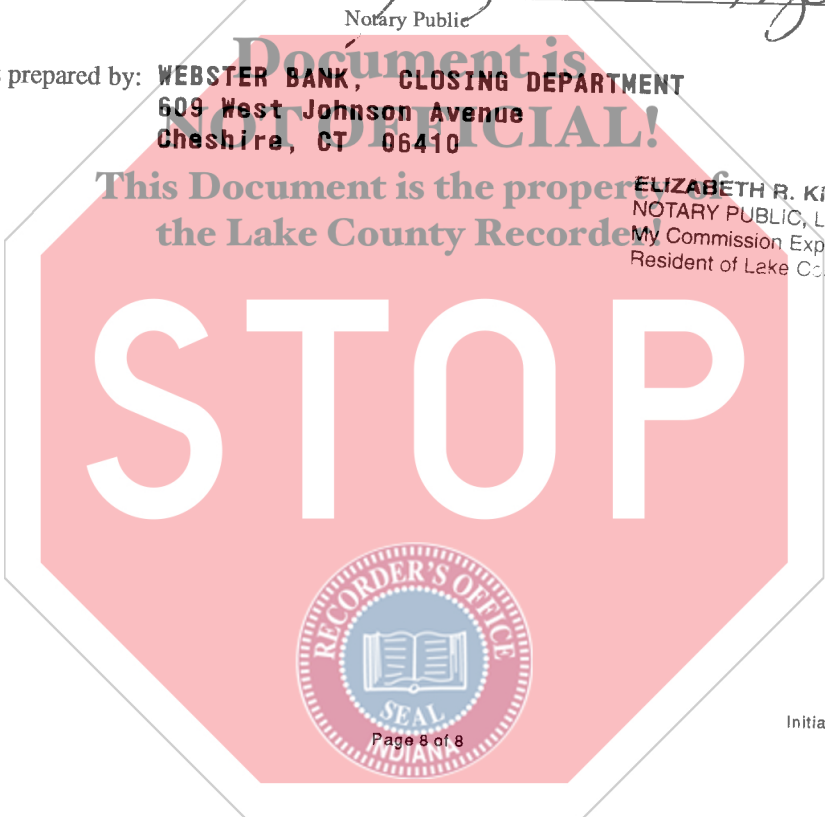 Notary Public
Document is
prepared by: WEBSTER BANK, CLOSING DEPARTMENT
609 West Johnson Avenue
NOT OFFICIAL!
Cheshire, CT 06410
This Document is the property of
the Lake County Recorder!
ELIZABETH R.
NOTARY PUBLIC,
My Commission
Resident of Lake
STOP
RECORDER'S OFFICE
SEAL
INDIANA
Page 8 of 8